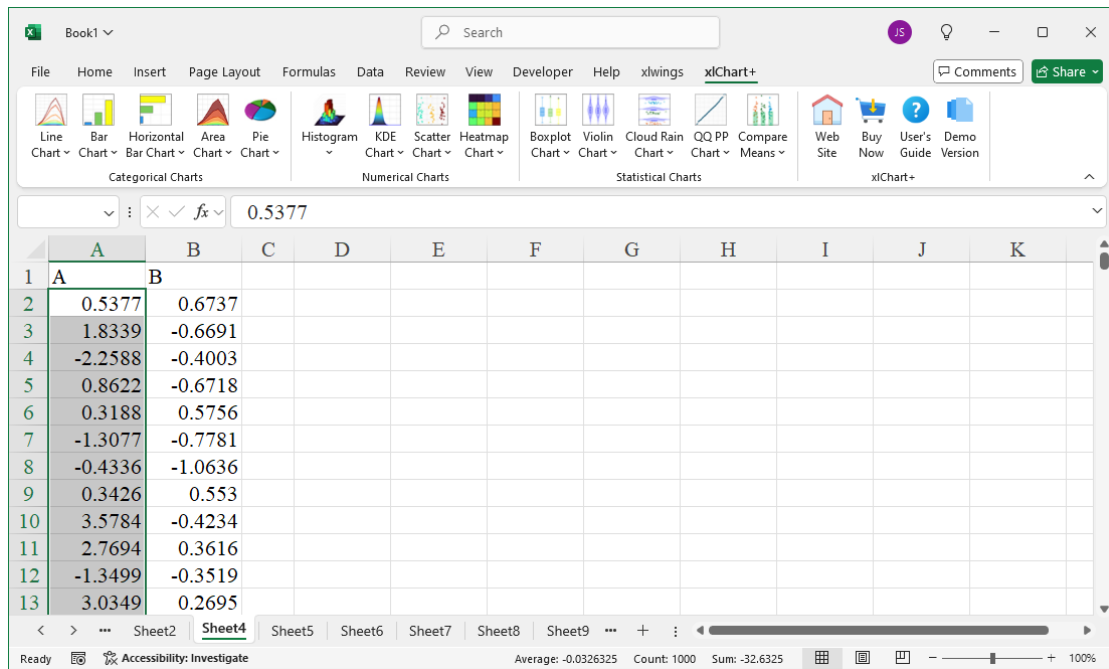 Book1
Search
JS
File Home Insert Page Layout Formulas Data Review View Developer Help xlwings xlChart+ Comments Share
Line Bar Horizontal Area Pie Histogram KDE Scatter Heatmap Boxplot Violin Cloud Rain QQ PP Compare Web Buy User's Demo
Chart Chart Bar Chart Chart Chart Chart Chart Chart Chart Chart Chart Chart Means Site Now Guide Version
Categorical Charts Numerical Charts Statistical Charts xlChart+
fx 0.5377
A B C D E F G H I J K
1 A B
2 0.5377 0.6737
3 1.8339 -0.6691
4 -2.2588 -0.4003
5 0.8622 -0.6718
6 0.3188 0.5756
7 -1.3077 -0.7781
8 -0.4336 -1.0636
9 0.3426 0.553
10 3.5784 -0.4234
11 2.7694 0.3616
12 -1.3499 -0.3519
13 3.0349 0.2695
... Sheet2 Sheet4 Sheet5 Sheet6 Sheet7 Sheet8 Sheet9 ...
Ready Accessibility: Investigate Average: -0.0326325 Count: 1000 Sum: -32.6325 100%